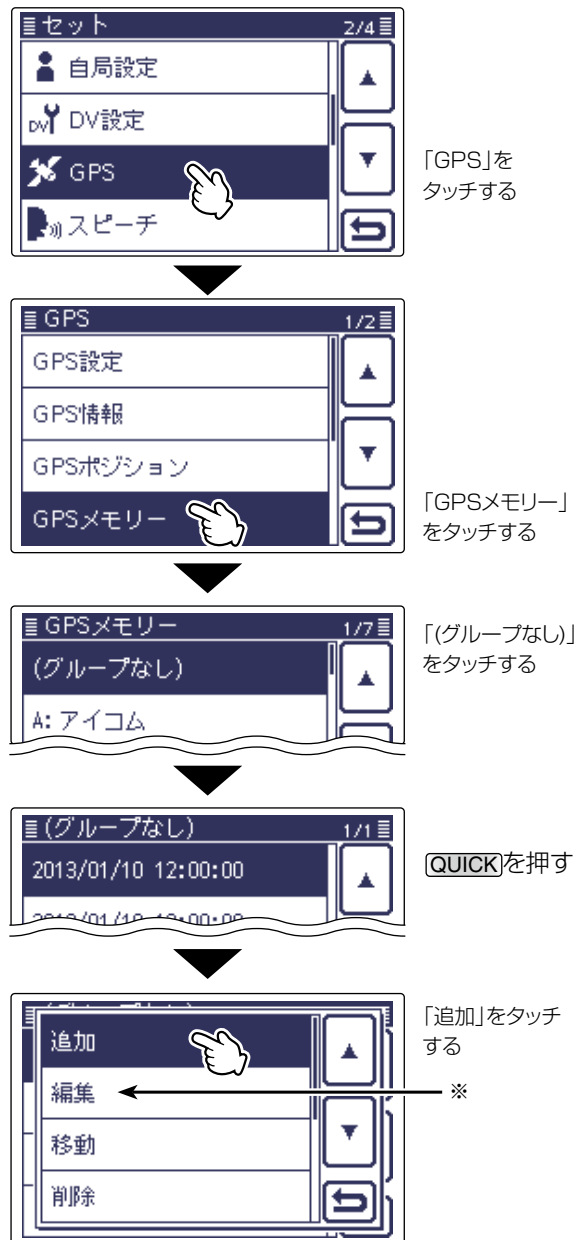 セット 2/4
自局設定
DV DV設定
GPS
スピーチ
「GPS」を
タッチする
GPS 1/2
GPS設定
GPS情報
GPSポジション
GPSメモリー
「GPSメモリー」
をタッチする
GPSメモリー 1/7
(グループなし)
A: アイコム
「(グループなし)」
をタッチする
(グループなし) 1/1
2013/01/10 12:00:00
QUICKを押す
追加
編集
移動
削除
「追加」をタッチ
する
※